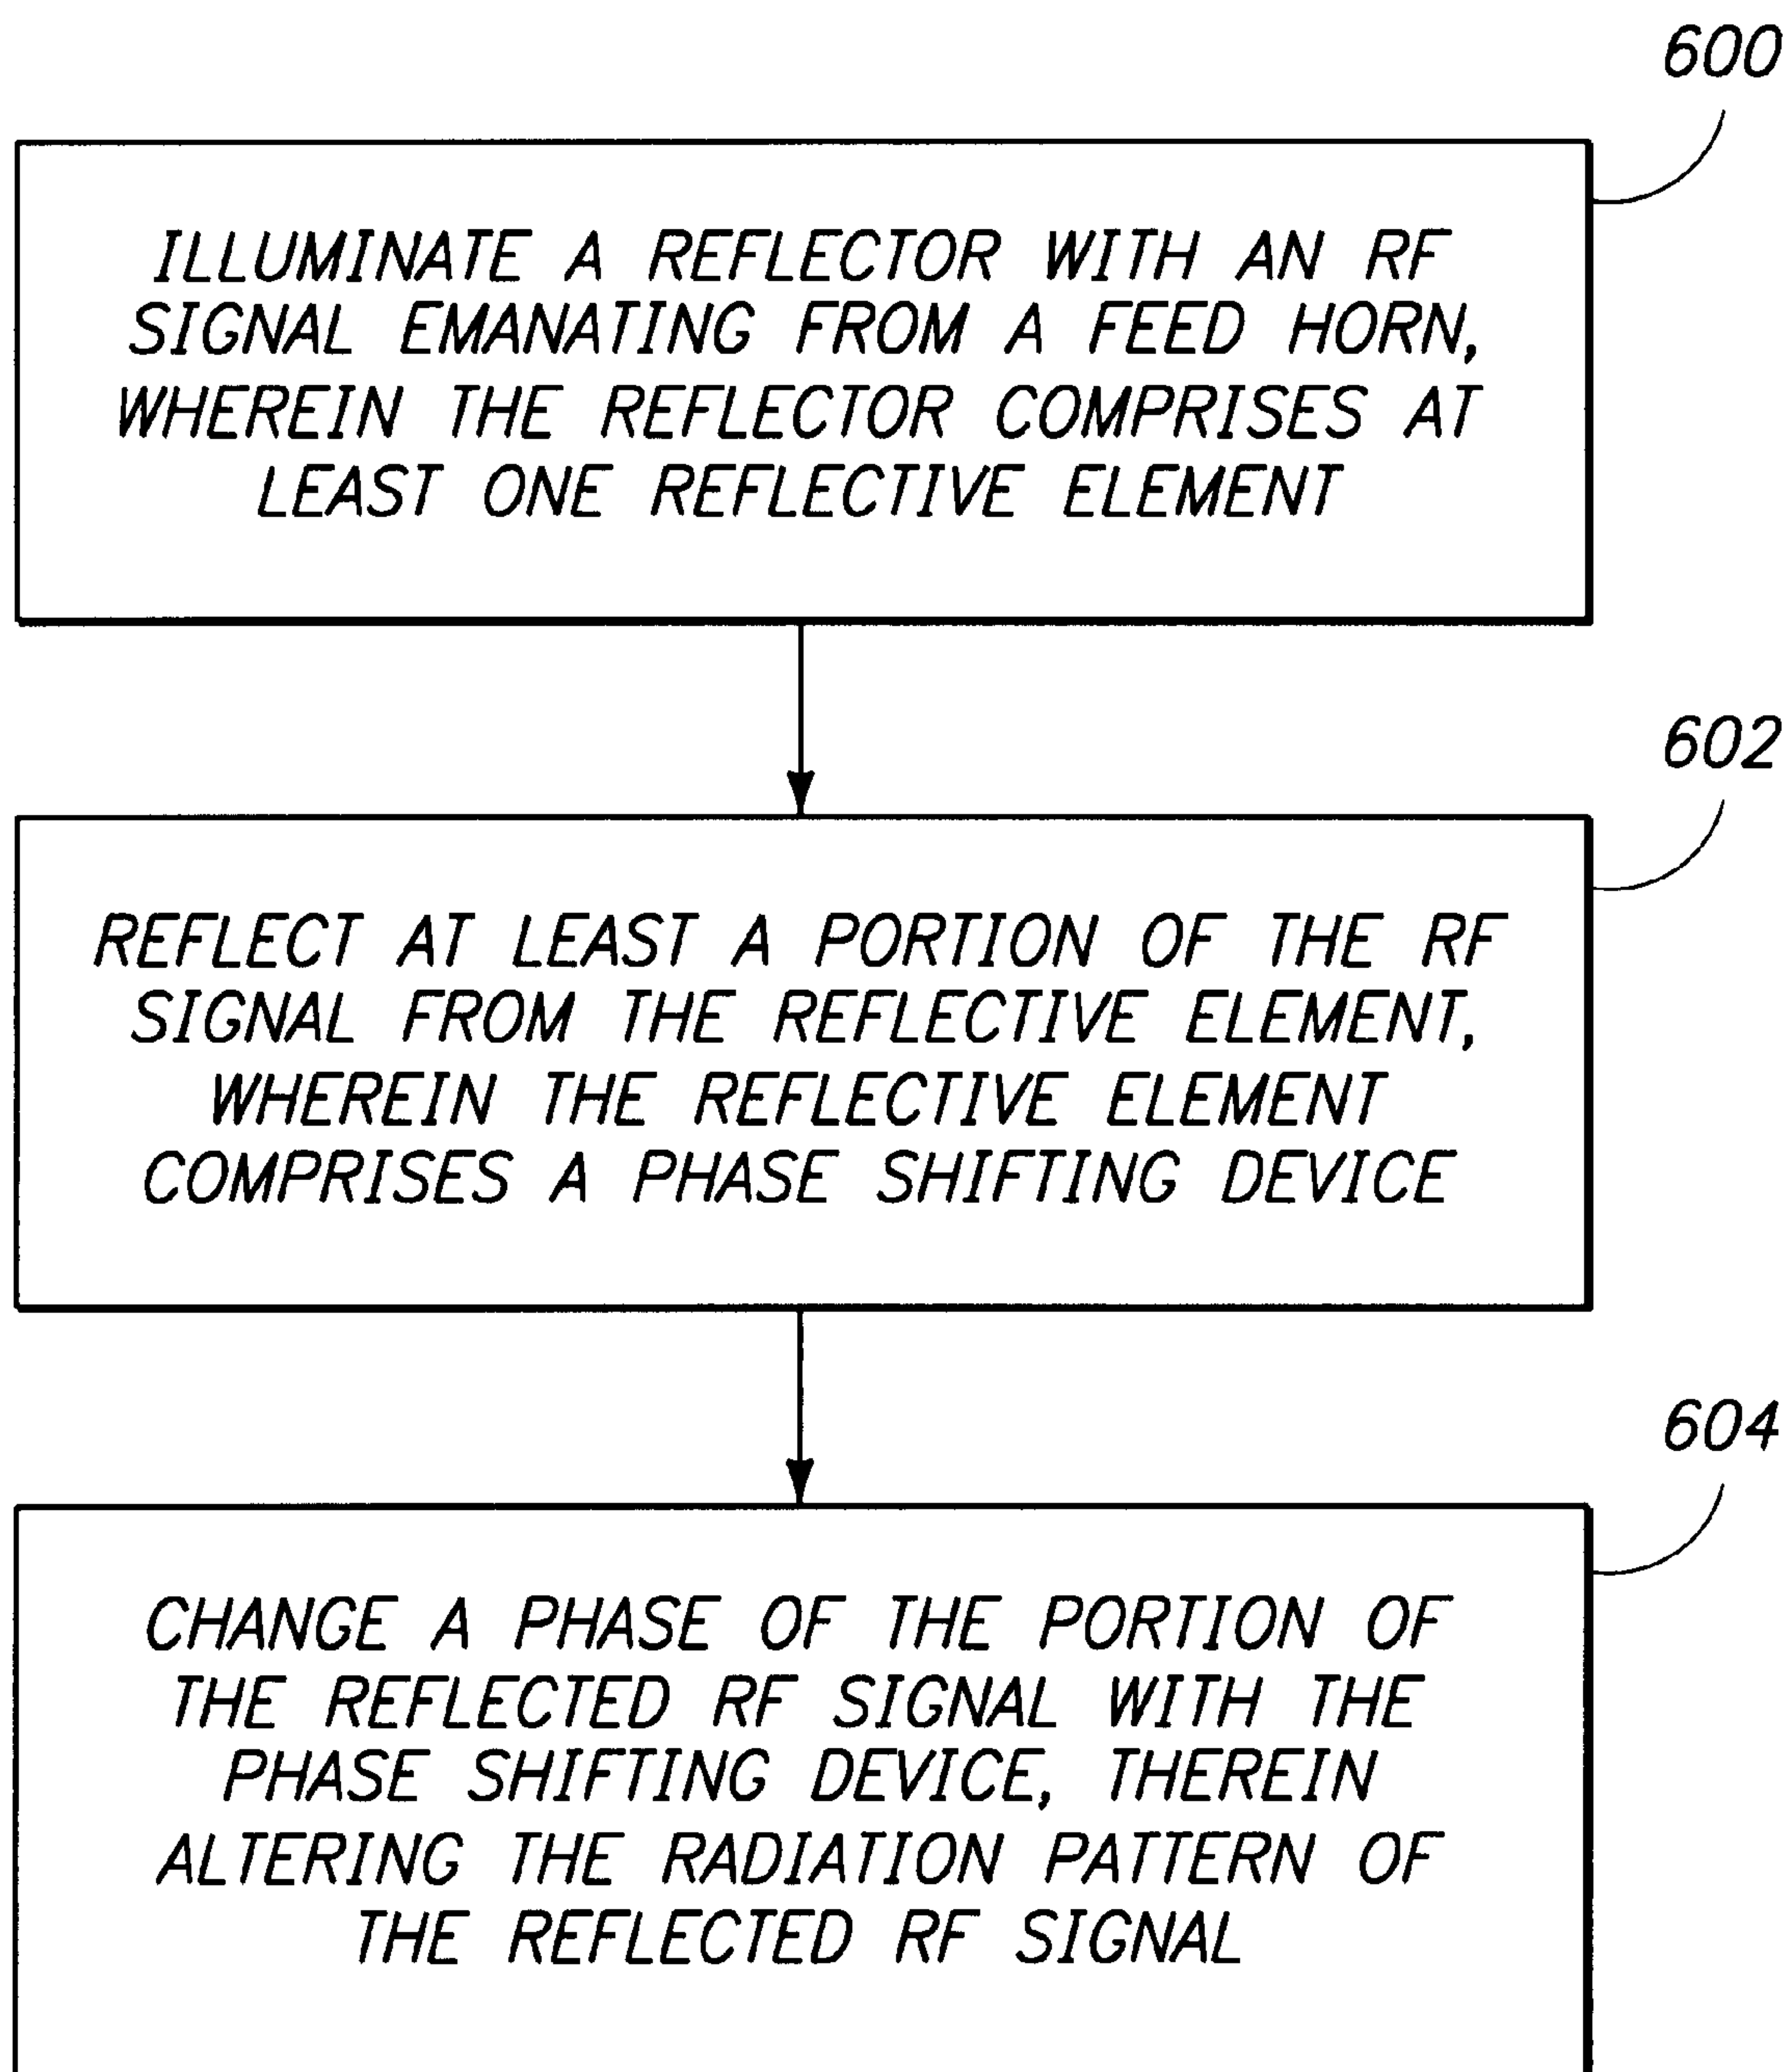 600
ILLUMINATE A REFLECTOR WITH AN RF
SIGNAL EMANATING FROM A FEED HORN,
WHEREIN THE REFLECTOR COMPRISES AT
LEAST ONE REFLECTIVE ELEMENT
602
REFLECT AT LEAST A PORTION OF THE RF
SIGNAL FROM THE REFLECTIVE ELEMENT,
WHEREIN THE REFLECTIVE ELEMENT
COMPRISES A PHASE SHIFTING DEVICE
604
CHANGE A PHASE OF THE PORTION OF
THE REFLECTED RF SIGNAL WITH THE
PHASE SHIFTING DEVICE, THEREIN
ALTERING THE RADIATION PATTERN OF
THE REFLECTED RF SIGNAL